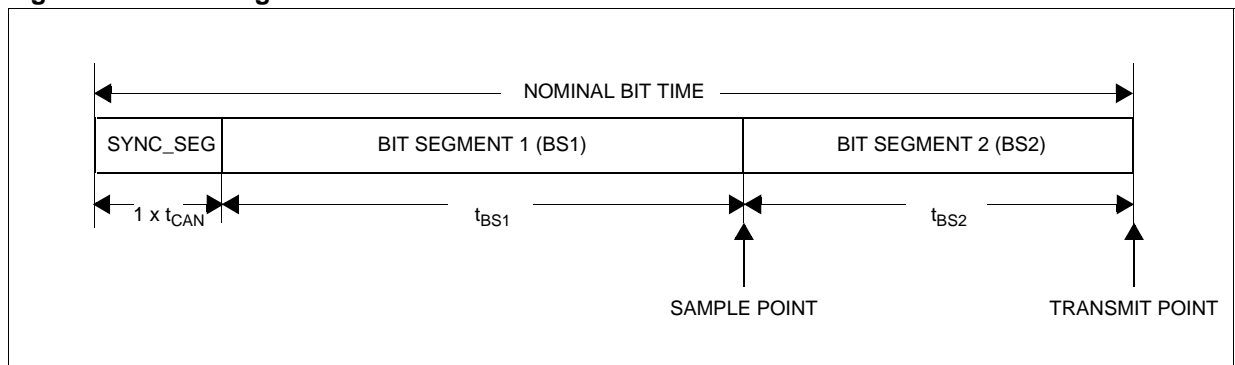 NOMINAL BIT TIME
SYNC_SEG
BIT SEGMENT 1 (BS1)
BIT SEGMENT 2 (BS2)
1 x tCAN
tBS1
tBS2
SAMPLE POINT
TRANSMIT POINT